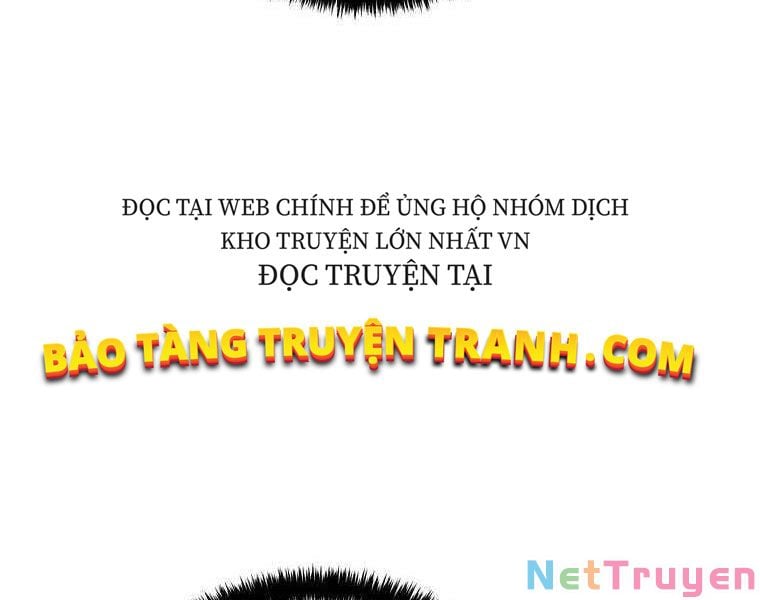 ĐỌC TẠI WEB CHÍNH ĐỂ ỦNG HỘ NHÓM DỊCH
KHO TRUYỆN LỚN NHẤT VN
ĐỌC TRUYỆN TẠI
BẢO TÀNG TRUYỆN TRANH.COM
NetTruyen